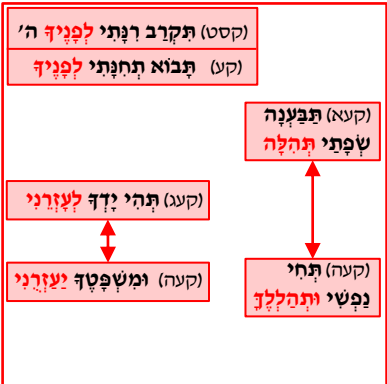 (קסט) תִּקְרַב רִנָּתִי לְפָנֶיךָ ה׳
(קע) תָּבוֹא תְחִנָּתִי לְפָנֶיךָ
(קעא) תַּבַּעְנָה
שְׂפָתַי תְּהִלָּה
(קעג) תְּהִי יָדְךָ לְעָזְרֵנִי
(קעה) תְּחִי
נַפְשִׁי וּתְהַלְלֶךָּ
(קעה) וּמִשְׁפָּטֶךָ יַעְזְרֻנִי